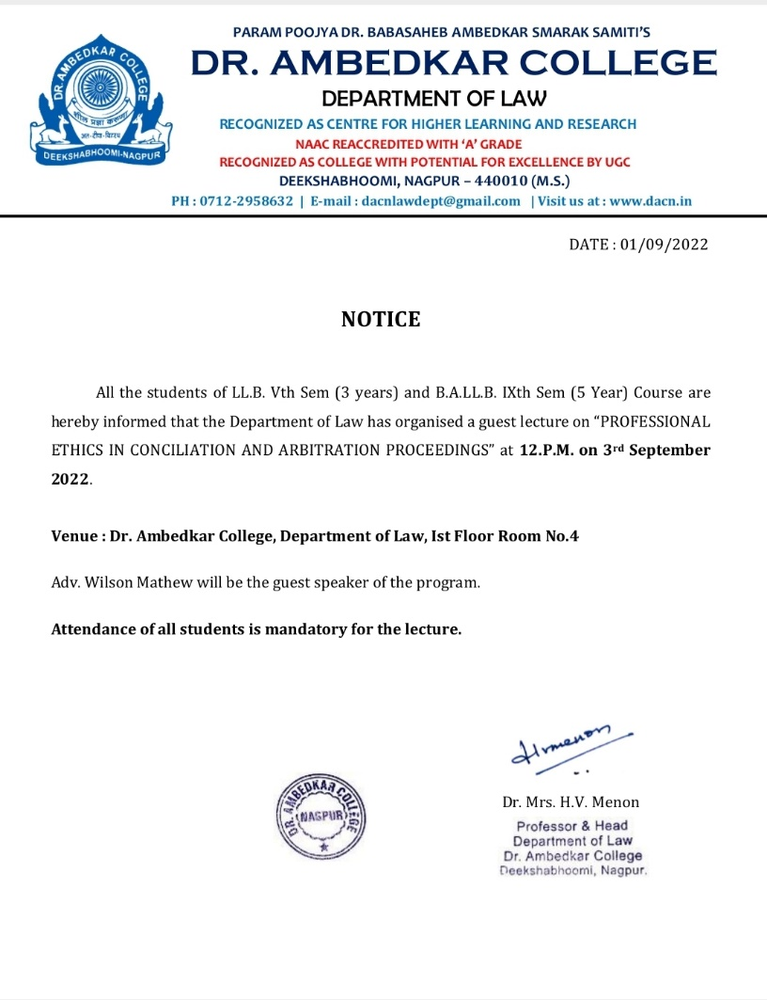 PARAM POOJYA DR. BABASAHEB AMBEDKAR SMARAK SAMITI'S
DR. AMBEDKAR COLLEGE
DEPARTMENT OF LAW
RECOGNIZED AS CENTRE FOR HIGHER LEARNING AND RESEARCH
NAAC REACCREDITED WITH ‘A’ GRADE
RECOGNIZED AS COLLEGE WITH POTENTIAL FOR EXCELLENCE BY UGC
DEEKSHABHOOMI, NAGPUR – 440010 (M.S.)
PH : 0712-2958632 | E-mail : dacnlawdept@gmail.com | Visit us at : www.dacn.in
DR. AMBEDKAR COLLEGE
शील प्रज्ञा करुणा
अत्त-दीप-विहरथ
DEEKSHABHOOMI-NAGPUR
DATE : 01/09/2022
NOTICE
All the students of LL.B. Vth Sem (3 years) and B.A.LL.B. IXth Sem (5 Year) Course are
hereby informed that the Department of Law has organised a guest lecture on “PROFESSIONAL
ETHICS IN CONCILIATION AND ARBITRATION PROCEEDINGS” at 12.P.M. on 3rd September
2022.
Venue : Dr. Ambedkar College, Department of Law, Ist Floor Room No.4
Adv. Wilson Mathew will be the guest speaker of the program.
Attendance of all students is mandatory for the lecture.
DR. AMBEDKAR COLLEGE
NAGPUR
Hvmenon
Dr. Mrs. H.V. Menon
Professor & Head
Department of Law
Dr. Ambedkar College
Deekshabhoomi, Nagpur.